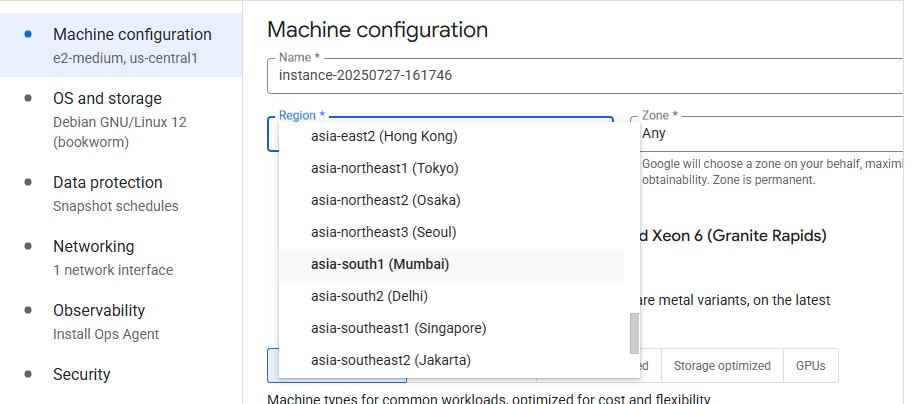 Machine configuration
e2-medium, us-central1
OS and storage
Debian GNU/Linux 12
(bookworm)
Data protection
Snapshot schedules
Networking
1 network interface
Observability
Install Ops Agent
Security
Machine configuration
Name *
instance-20250727-161746
Region *
asia-east2 (Hong Kong)
asia-northeast1 (Tokyo)
asia-northeast2 (Osaka)
asia-northeast3 (Seoul)
asia-south1 (Mumbai)
asia-south2 (Delhi)
asia-southeast1 (Singapore)
asia-southeast2 (Jakarta)
Zone *
Any
Google will choose a zone on your behalf, maximi
obtainability. Zone is permanent.
d Xeon 6 (Granite Rapids)
are metal variants, on the latest
ed
Storage optimized
GPUs
Machine types for common workloads, optimized for cost and flexibility